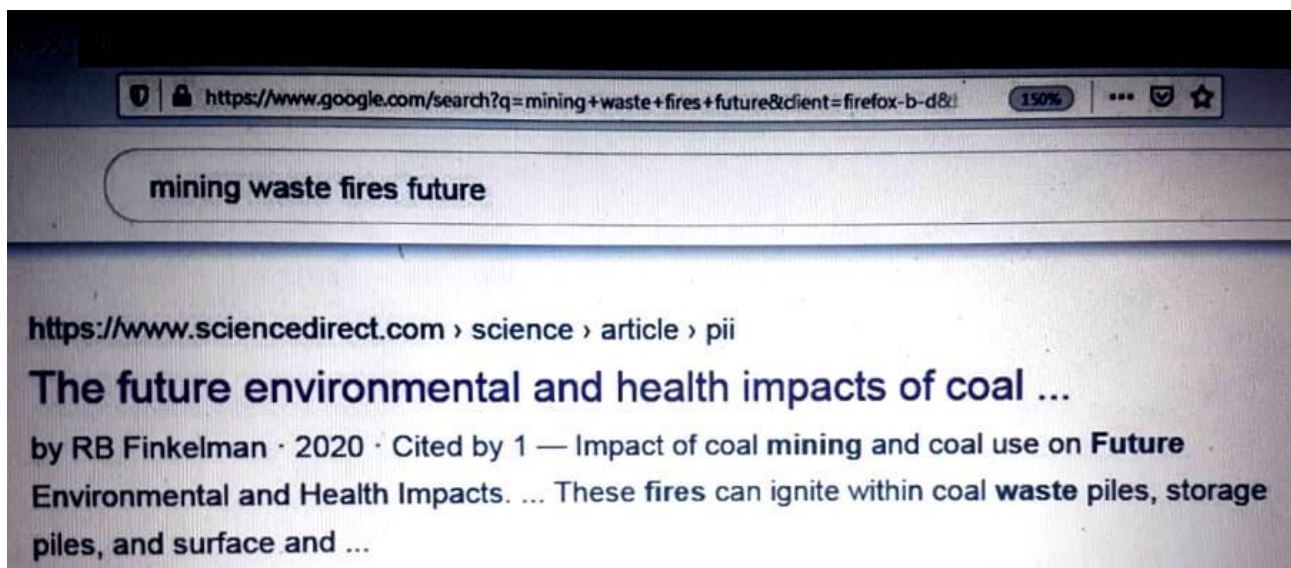 https://www.google.com/search?q=mining+waste+fires+future&client=firefox-b-d&
150%
mining waste fires future
https://www.sciencedirect.com › science › article › pii
The future environmental and health impacts of coal ...
by RB Finkelman · 2020 · Cited by 1 — Impact of coal mining and coal use on Future
Environmental and Health Impacts. ... These fires can ignite within coal waste piles, storage
piles, and surface and ...